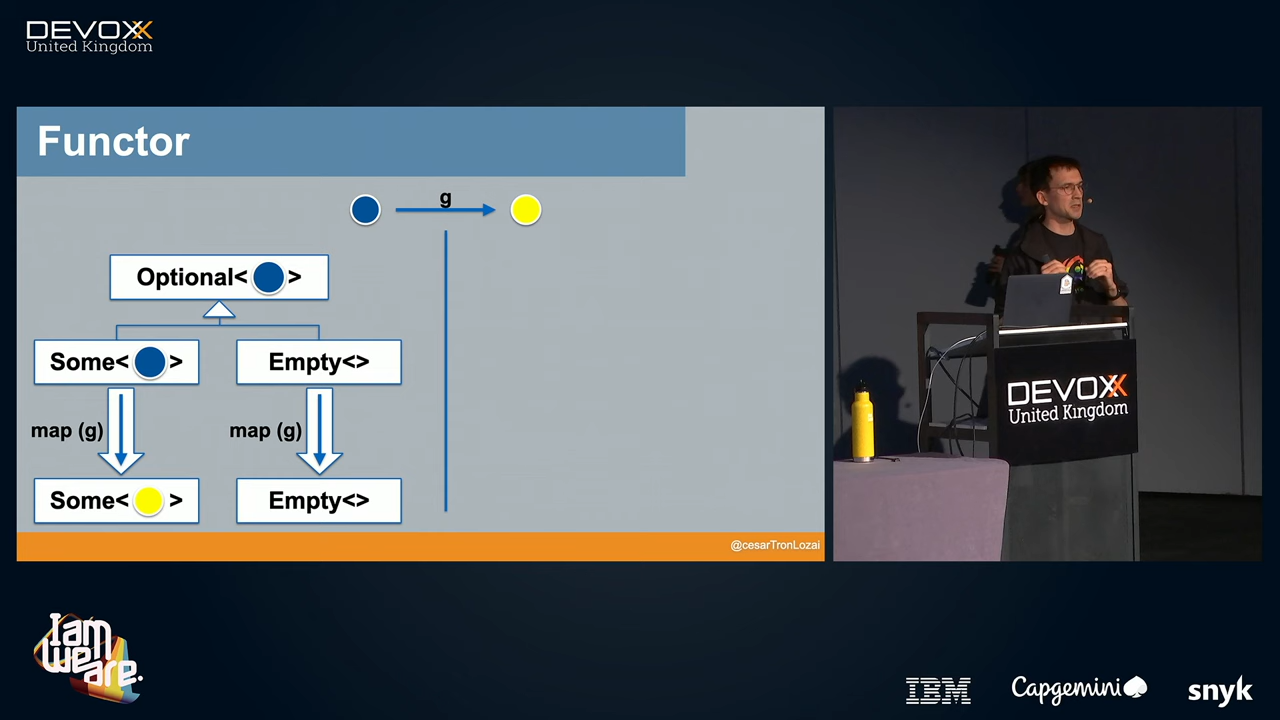 DEVOXX
United Kingdom
Functor
g
Optional< >
Some< >
Empty<>
map (g)
map (g)
Some< >
Empty<>
@cesarTronLozai
DEVOXX
United Kingdom
I am
We
are.
IBM
Capgemini
snyk